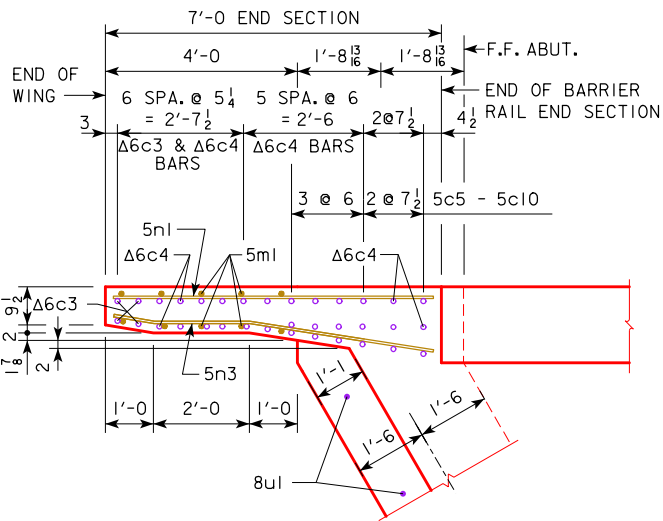 7'-0 END SECTION
4'-0
1'-8 13/16
1'-8 13/16
F.F. ABUT.
END OF
WING
6 SPA. @ 5 1/4
= 2'-7 1/2
5 SPA. @ 6
= 2'-6
2@7 1/2
4 1/2
END OF BARRIER
RAIL END SECTION
3
Δ6c3 & Δ6c4
BARS
Δ6c4 BARS
3 @ 6
2 @ 7 1/2
5c5 - 5c10
5n1
Δ6c4
5m1
Δ6c4
9 1/2
Δ6c3
2
1 7/8
2
5n3
1'-0
2'-0
1'-0
1'-1
1'-6
1'-6
8u1